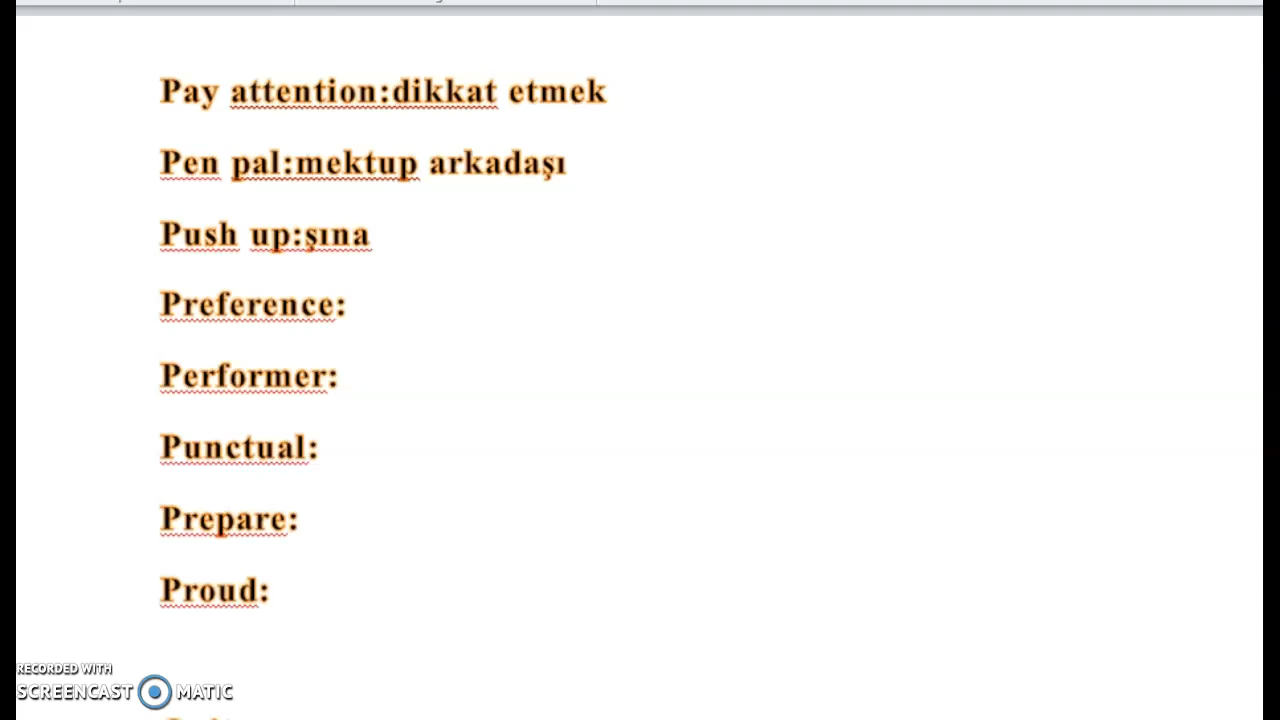 Pay attention:dikkat etmek
Pen pal:mektup arkadaşı
Push up:şına
Preference:
Performer:
Punctual:
Prepare:
Proud:
RECORDED WITH
SCREENCAST MATIC